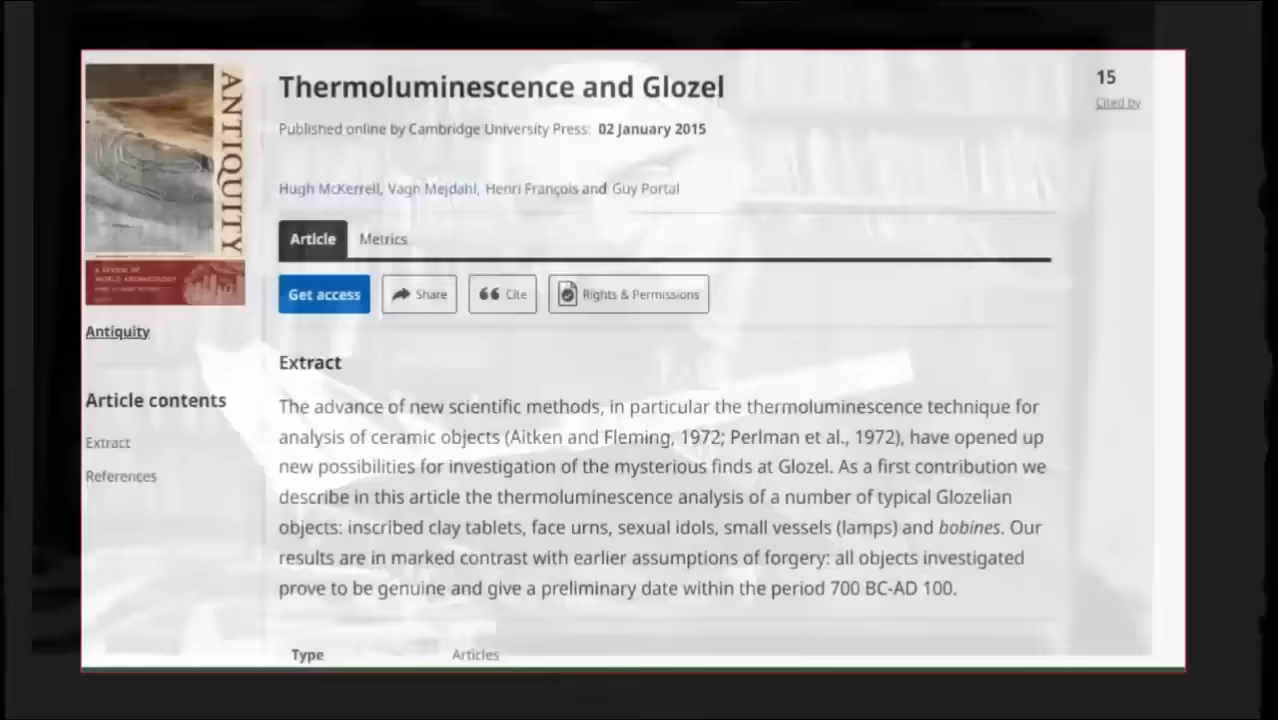 Thermoluminescence and Glozel
15
Cited by
Published online by Cambridge University Press: 02 January 2015
Hugh McKerrell, Vagn Mejdahl, Henri François and Guy Portal
ANTIQUITY
Article Metrics
Get access Share Cite Rights & Permissions
Antiquity
Article contents
Extract
References
Extract
The advance of new scientific methods, in particular the thermoluminescence technique for
analysis of ceramic objects (Aitken and Fleming, 1972; Perlman et al., 1972), have opened up
new possibilities for investigation of the mysterious finds at Glozel. As a first contribution we
describe in this article the thermoluminescence analysis of a number of typical Glozelian
objects: inscribed clay tablets, face urns, sexual idols, small vessels (lamps) and bobines. Our
results are in marked contrast with earlier assumptions of forgery: all objects investigated
prove to be genuine and give a preliminary date within the period 700 BC-AD 100.
Type Articles